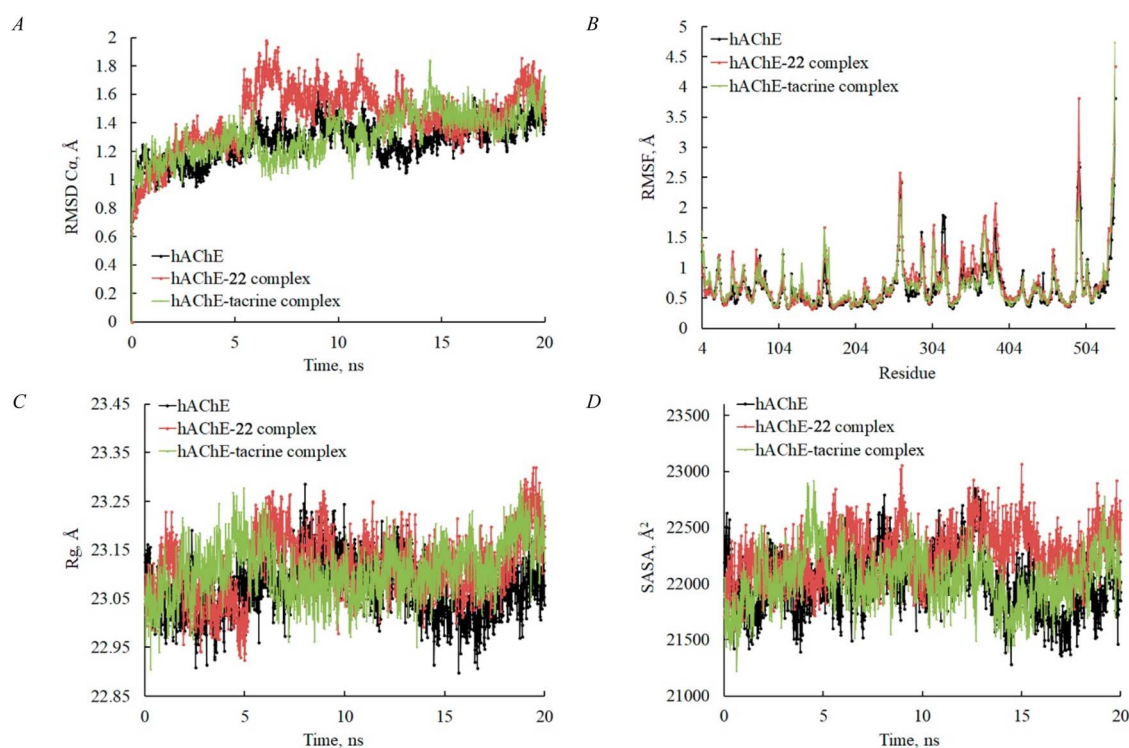 A
RMSD Cα, Å
2
1.8
1.6
1.4
1.2
1
0.8
0.6
0.4
0.2
0
hAChE
hAChE-22 complex
hAChE-tacrine complex
0 5 10 15 20
Time, ns
B
RMSF, Å
5
4.5
4
3.5
3
2.5
2
1.5
1
0.5
0
hAChE
hAChE-22 complex
hAChE-tacrine complex
4 104 204 304 404 504
Residue
C
Rg, Å
23.45
23.35
23.25
23.15
23.05
22.95
22.85
hAChE
hAChE-22 complex
hAChE-tacrine complex
0 5 10 15 20
Time, ns
D
SASA, Å²
23500
23000
22500
22000
21500
21000
hAChE
hAChE-22 complex
hAChE-tacrine complex
0 5 10 15 20
Time, ns